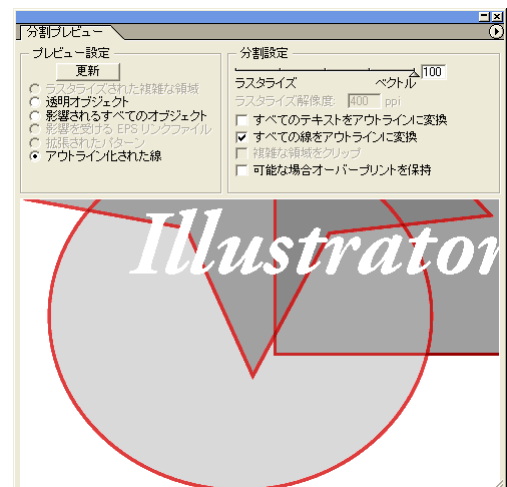 分割プレビュー
プレビュー設定
更新
ラスタライズされた複雑な領域
透明オブジェクト
影響されるすべてのオブジェクト
影響を受ける EPS リンクファイル
拡張されたパターン
アウトライン化された線
分割設定
100
ラスタライズ ベクトル
ラスタライズ解像度: 400 ppi
すべてのテキストをアウトラインに変換
すべての線をアウトラインに変換
複雑な領域をクリップ
可能な場合オーバープリントを保持
Illustrator